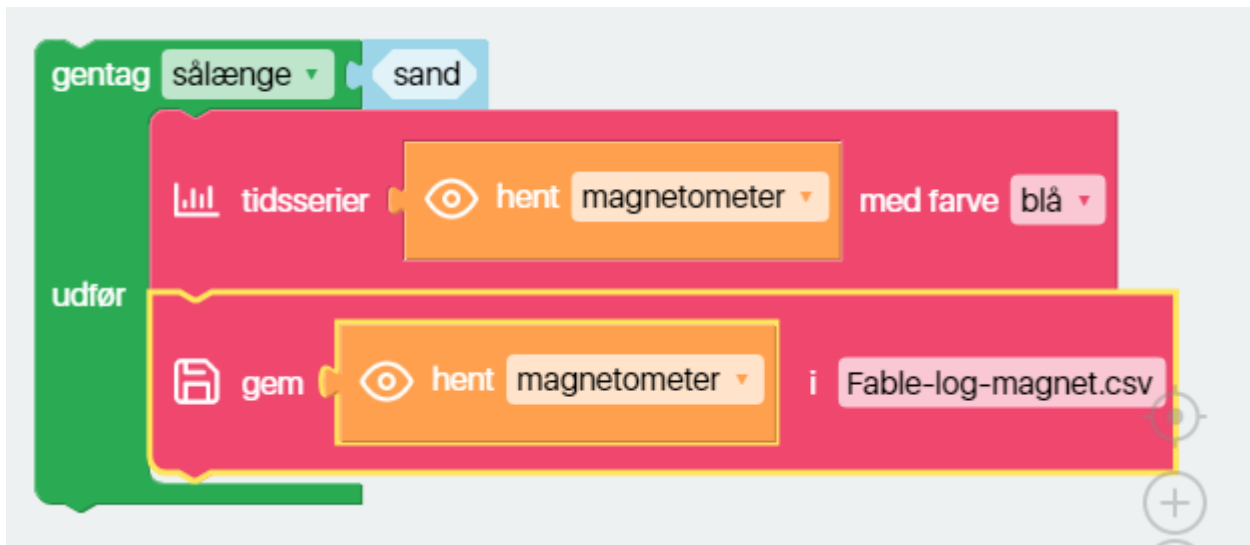 gentag sålænge sand
tidsserier hent magnetometer med farve blå
udfør
gem hent magnetometer i Fable-log-magnet.csv